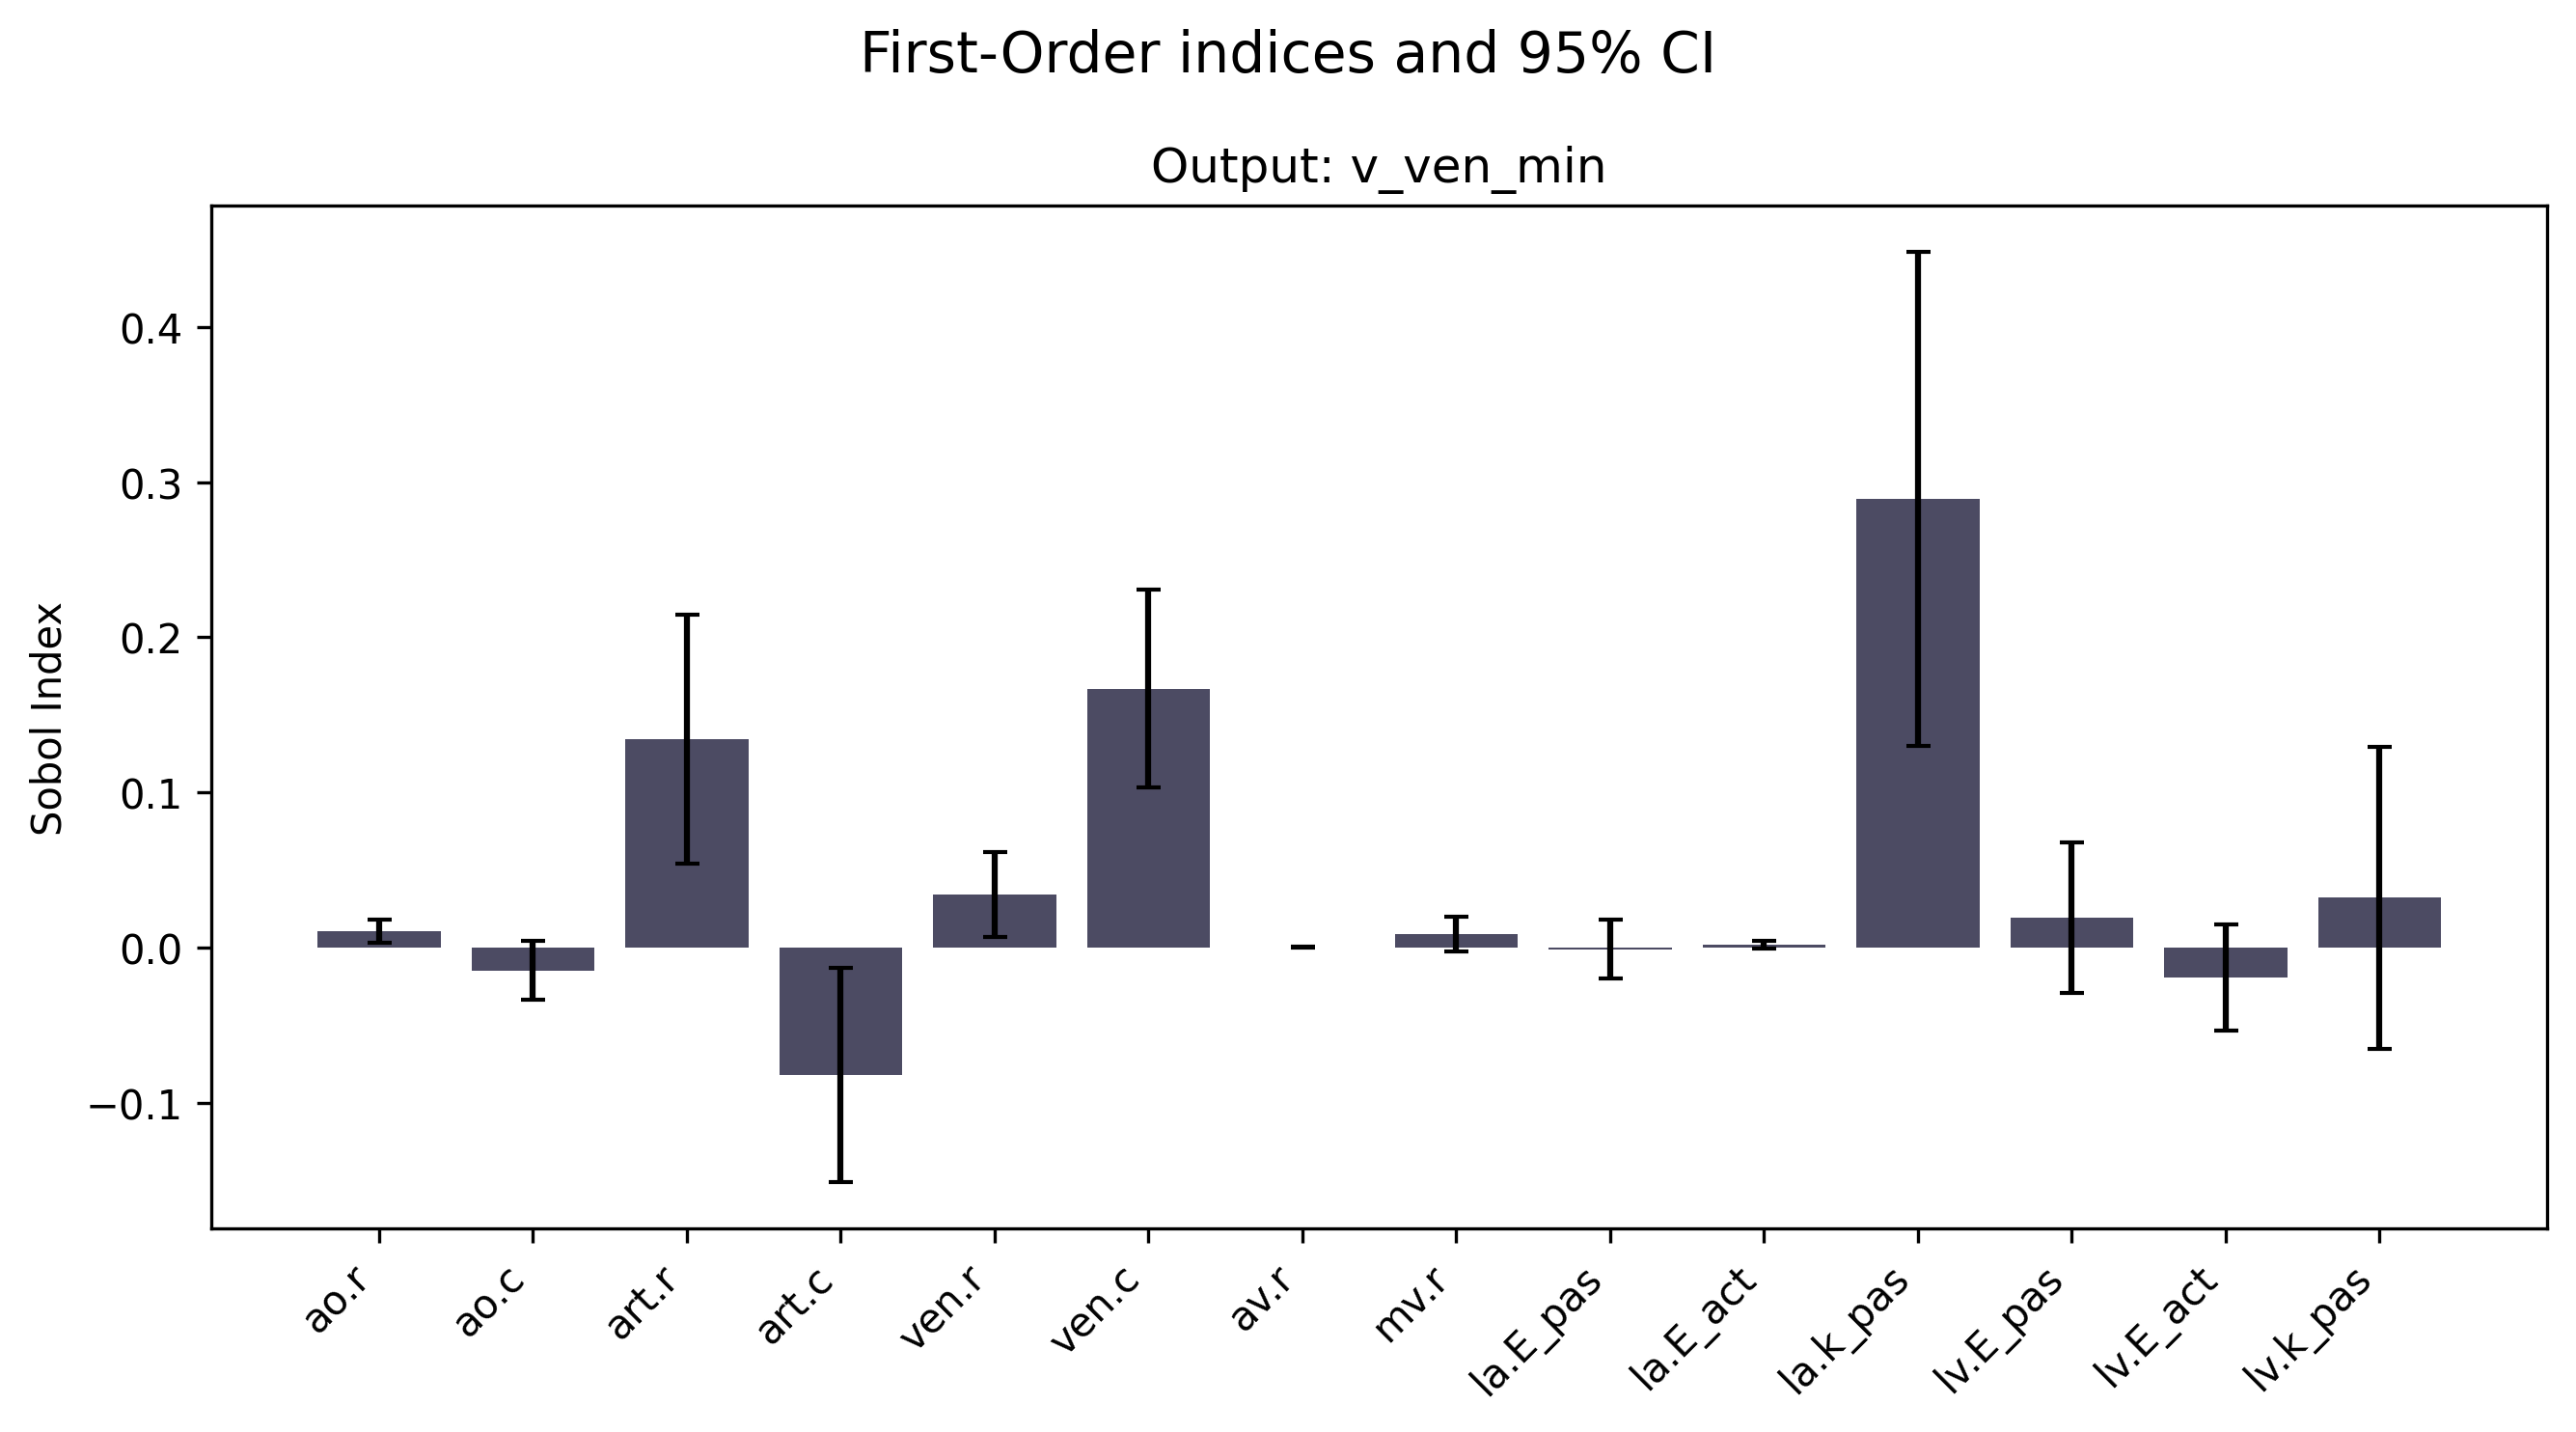 First-Order indices and 95% CI
Output: v_ven_min
Sobol Index
0.4
0.3
0.2
0.1
0.0
−0.1
ao.r
ao.c
art.r
art.c
ven.r
ven.c
av.r
mv.r
la.E_pas
la.E_act
la.k_pas
lv.E_pas
lv.E_act
lv.k_pas